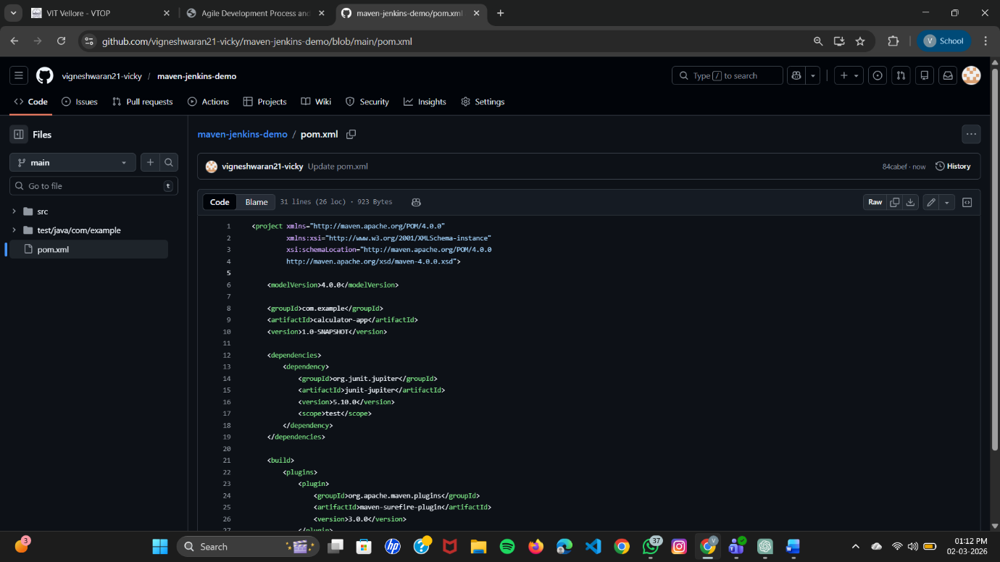 VIT Vellore - VTOP
Agile Development Process and
maven-jenkins-demo/pom.xml
github.com/vigneshwaran21-vicky/maven-jenkins-demo/blob/main/pom.xml
V School
vigneshwaran21-vicky / maven-jenkins-demo
Type / to search
Code
Issues
Pull requests
Actions
Projects
Wiki
Security
Insights
Settings
Files
main
Go to file
t
src
test/java/com/example
pom.xml
maven-jenkins-demo / pom.xml
vigneshwaran21-vicky Update pom.xml
84cabef · now
History
Code
Blame
31 lines (26 loc) · 923 Bytes
Raw
1 <project xmlns="http://maven.apache.org/POM/4.0.0"
2 xmlns:xsi="http://www.w3.org/2001/XMLSchema-instance"
3 xsi:schemaLocation="http://maven.apache.org/POM/4.0.0
4 http://maven.apache.org/xsd/maven-4.0.0.xsd">
5
6 <modelVersion>4.0.0</modelVersion>
7
8 <groupId>com.example</groupId>
9 <artifactId>calculator-app</artifactId>
10 <version>1.0-SNAPSHOT</version>
11
12 <dependencies>
13 <dependency>
14 <groupId>org.junit.jupiter</groupId>
15 <artifactId>junit-jupiter</artifactId>
16 <version>5.10.0</version>
17 <scope>test</scope>
18 </dependency>
19 </dependencies>
20
21 <build>
22 <plugins>
23 <plugin>
24 <groupId>org.apache.maven.plugins</groupId>
25 <artifactId>maven-surefire-plugin</artifactId>
26 <version>3.0.0</version>
27 </plugin>
3
Search
hp
37
V
01:12 PM
02-03-2026